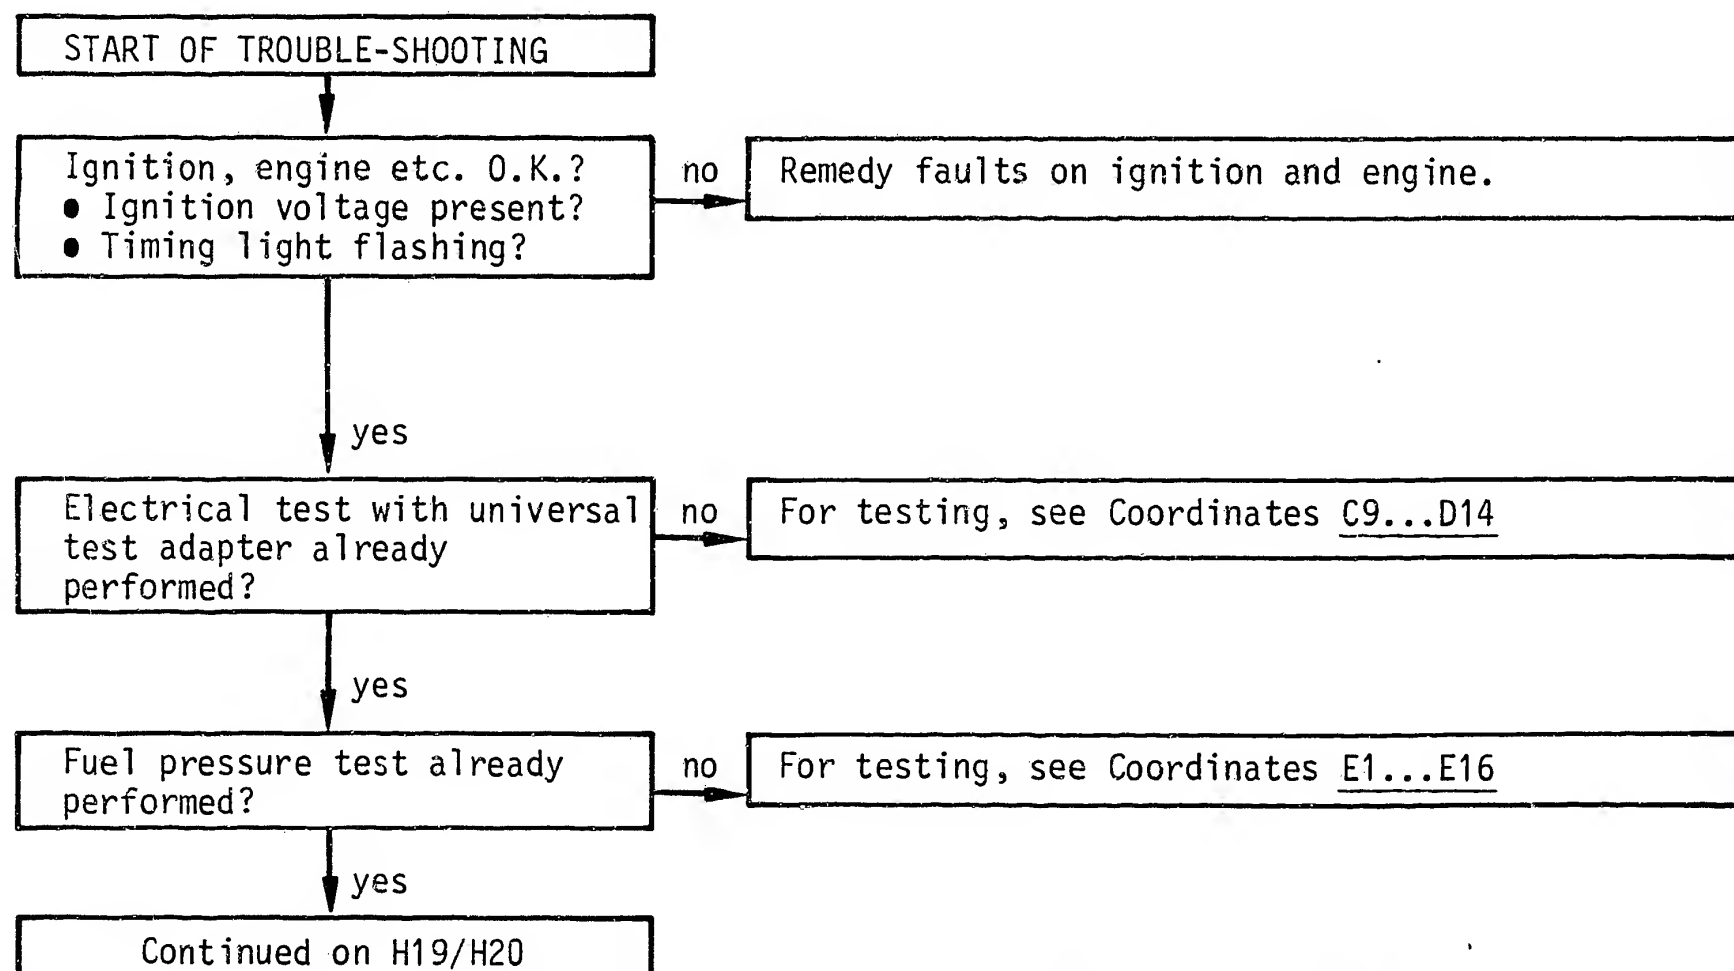 START OF TROUBLE-SHOOTING
Ignition, engine etc. O.K.?
● Ignition voltage present?
● Timing light flashing?
no
Remedy faults on ignition and engine.
yes
Electrical test with universal
test adapter already
performed?
no
For testing, see Coordinates C9...D14
yes
Fuel pressure test already
performed?
no
For testing, see Coordinates E1...E16
yes
Continued on H19/H20